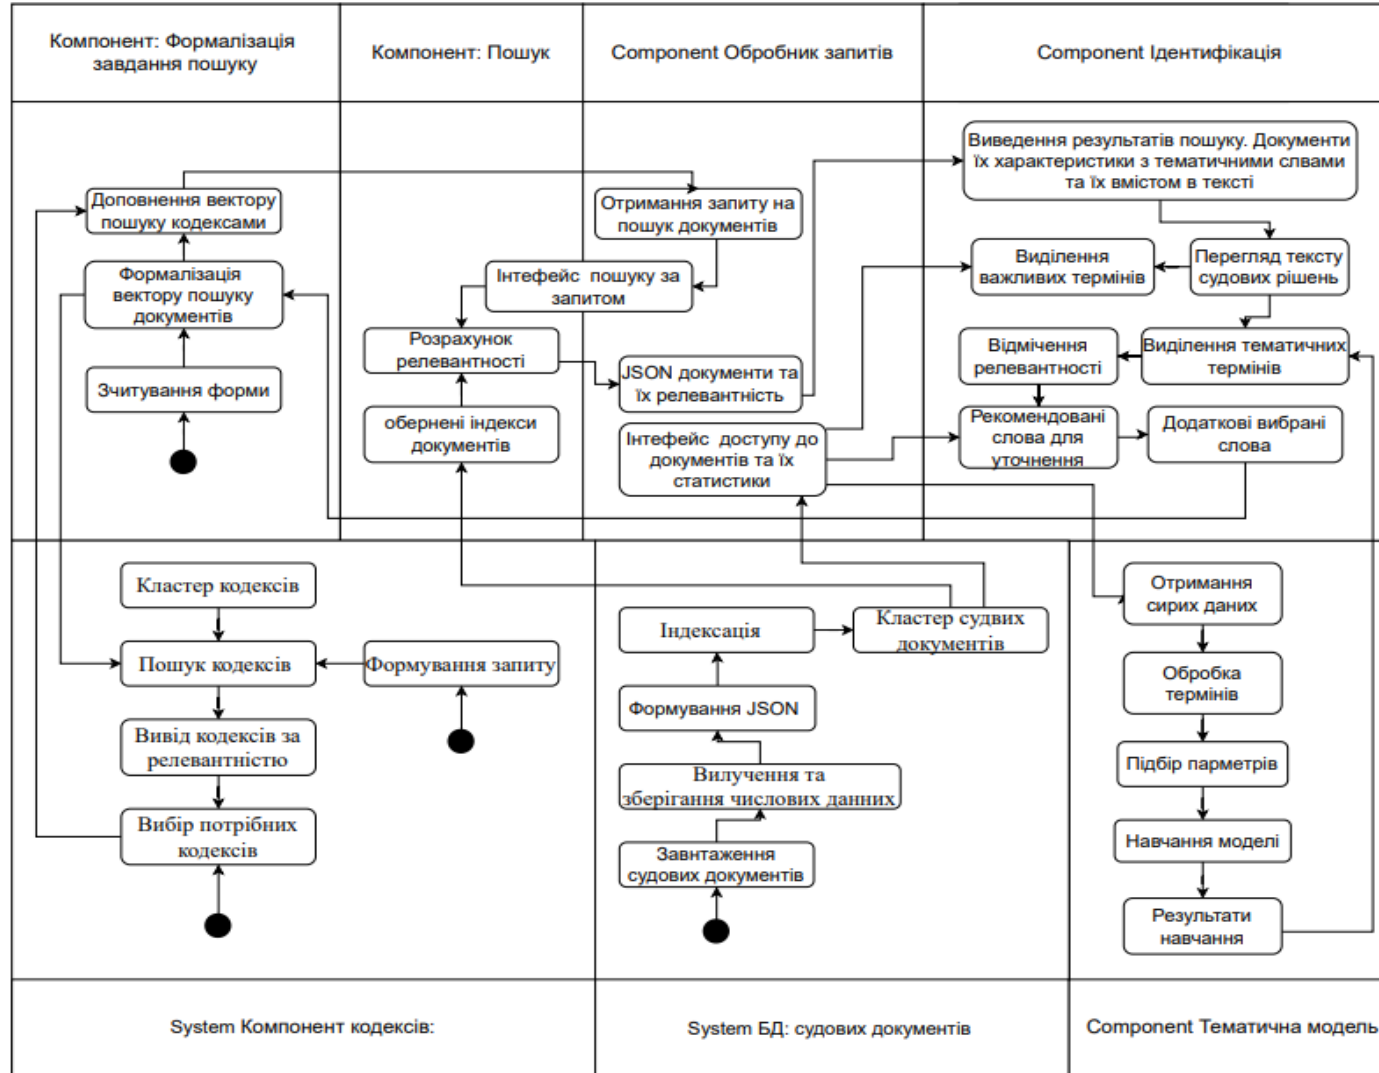 Компонент: Формалізація
завдання пошуку
Компонент: Пошук
Component Обробник запитів
Component Ідентифікація
Виведення результатів пошуку. Документи
їх характеристики з тематичними слвами
та їх вмістом в тексті
Доповнення вектору
пошуку кодексами
Отримання запиту на
пошук документів
Формалізація
вектору пошуку
документів
Інтефейс пошуку за
запитом
Виділення
важливих термінів
Перегляд тексту
судових рішень
Розрахунок
релевантності
JSON документи та
їх релевантність
Відмічення
релевантності
Виділення тематичних
термінів
Зчитування форми
обернені індекси
документів
Інтефейс доступу до
документів та їх
статистики
Рекомендовані
слова для
уточнення
Додаткові вибрані
слова
Кластер кодексів
Пошук кодексів
Формування запиту
Вивід кодексів за
релевантністю
Вибір потрібних
кодексів
Індексація
Кластер судвих
документів
Формування JSON
Вилучення та
зберігання числових данних
Завнтаження
судових документів
Отримання
сирих даних
Обробка
термінів
Підбір парметрів
Навчання моделі
Результати
навчання
System Компонент кодексів:
System БД: судових документів
Component Тематична модель